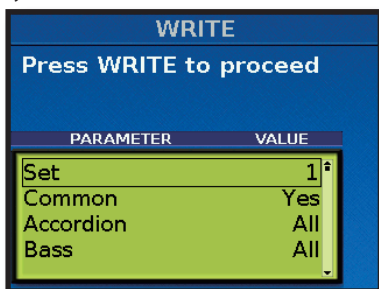 WRITE
Press WRITE to proceed
PARAMETER VALUE
Set 1
Common Yes
Accordion All
Bass All